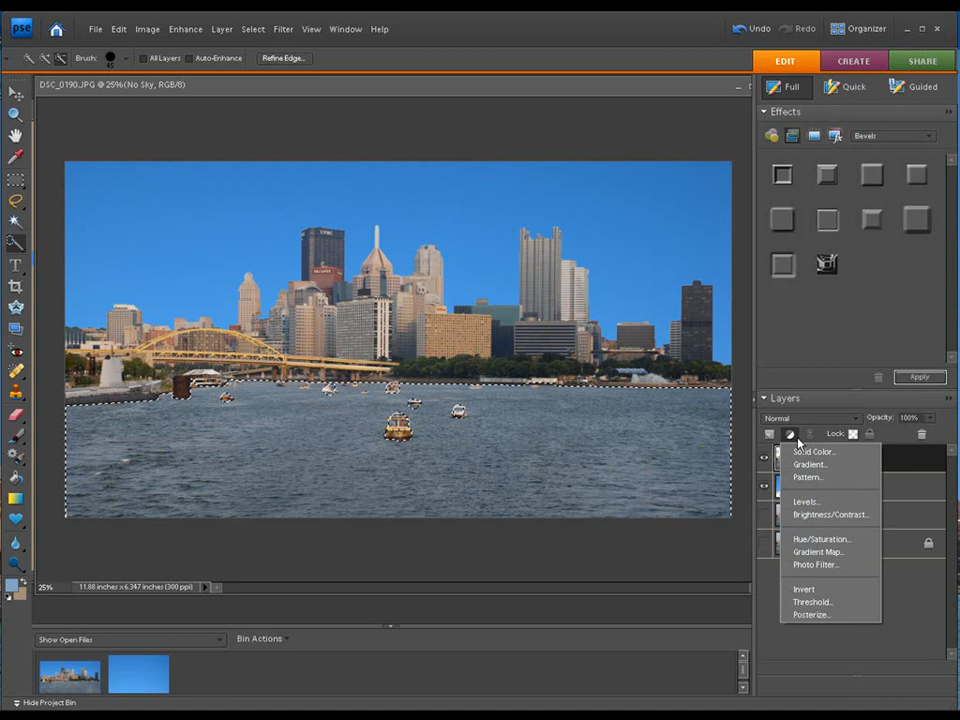 pse File Edit Image Enhance Layer Select Filter View Window Help Undo Redo Organizer
Brush: 45 All Layers Auto-Enhance Refine Edge... EDIT CREATE SHARE
DSC_0190.JPG @ 25%(No Sky, RGB/8)
Full Quick Guided
Effects
Bevels
Apply
Layers
Normal Opacity: 100%
Lock:
Solid Color...
Gradient...
Pattern...
Levels...
Brightness/Contrast...
Hue/Saturation...
Gradient Map...
Photo Filter...
Invert
Threshold...
Posterize...
25% 11.88 inches x 6.347 inches (300 ppi)
Show Open Files Bin Actions
Hide Project Bin